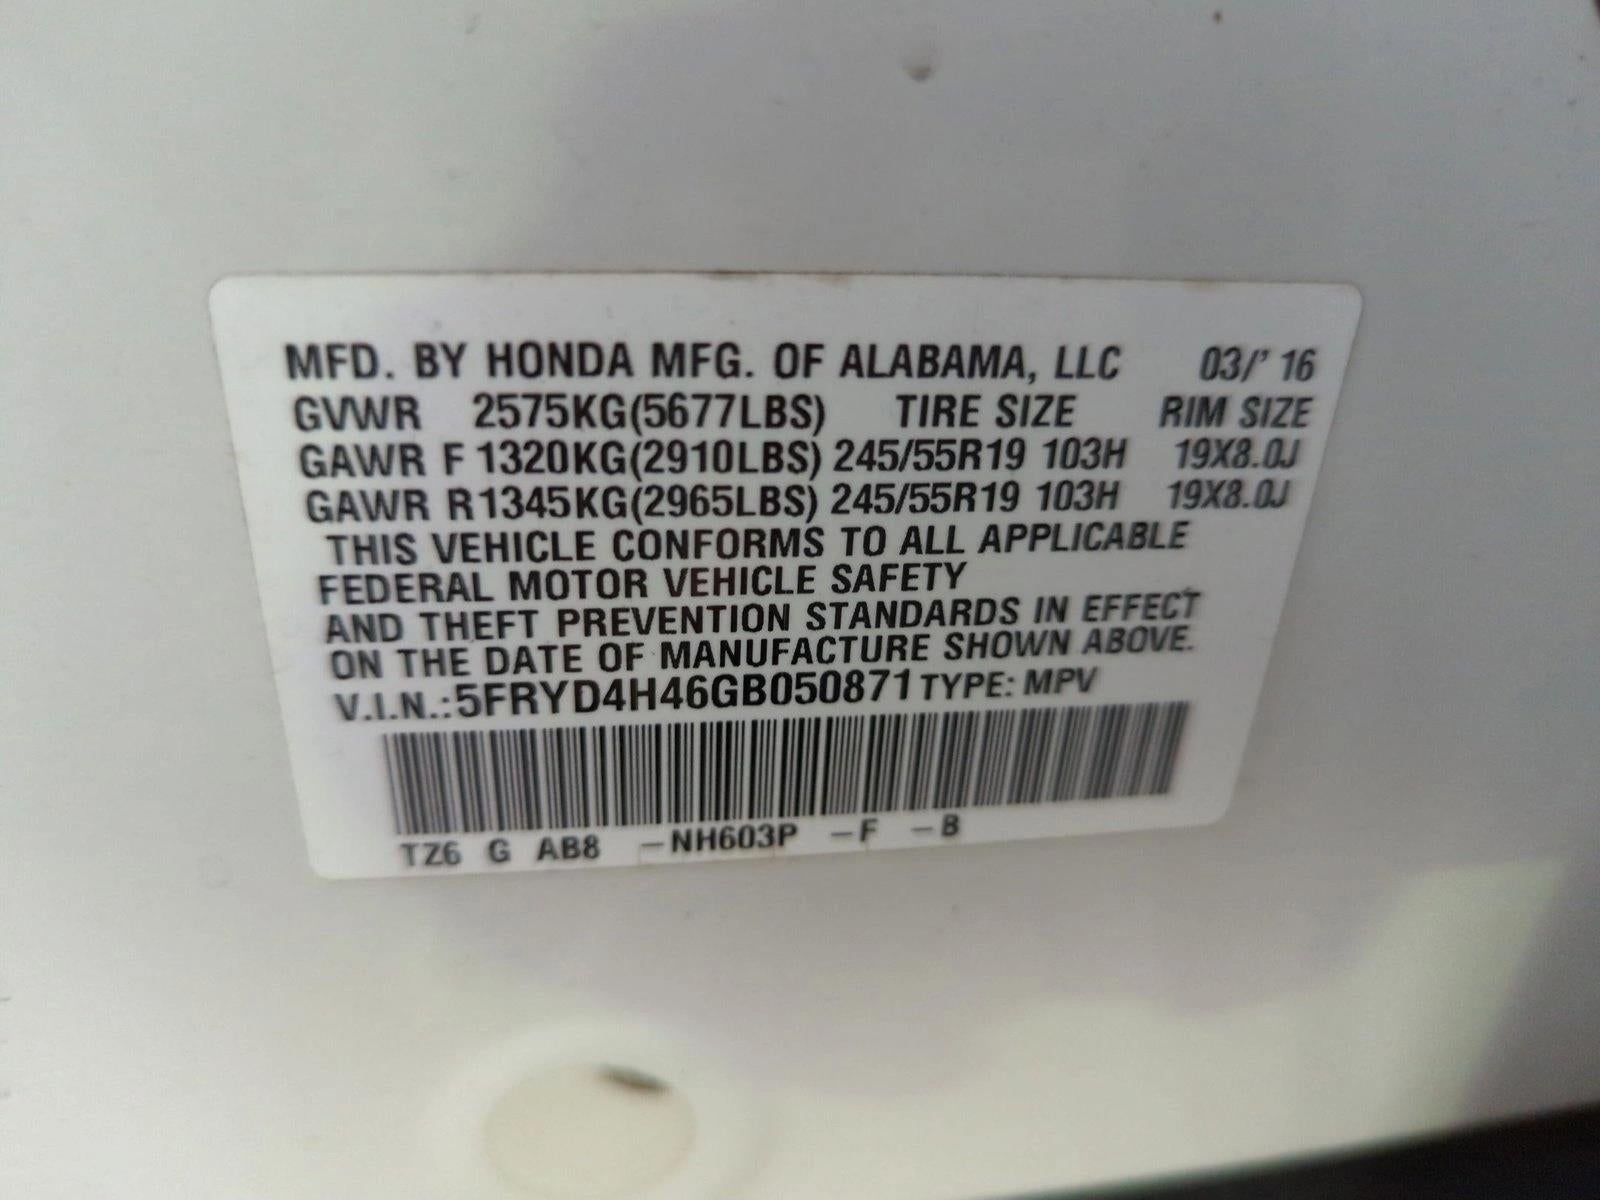 MFD. BY HONDA MFG. OF ALABAMA, LLC 03/' 16
GVWR 2575KG(5677LBS) TIRE SIZE RIM SIZE
GAWR F 1320KG(2910LBS) 245/55R19 103H 19X8.0J
GAWR R 1345KG(2965LBS) 245/55R19 103H 19X8.0J
THIS VEHICLE CONFORMS TO ALL APPLICABLE
FEDERAL MOTOR VEHICLE SAFETY
AND THEFT PREVENTION STANDARDS IN EFFECT
ON THE DATE OF MANUFACTURE SHOWN ABOVE.
V.I.N.:5FRYD4H46GB050871 TYPE: MPV
TZ6 G AB8 -NH603P -F -B